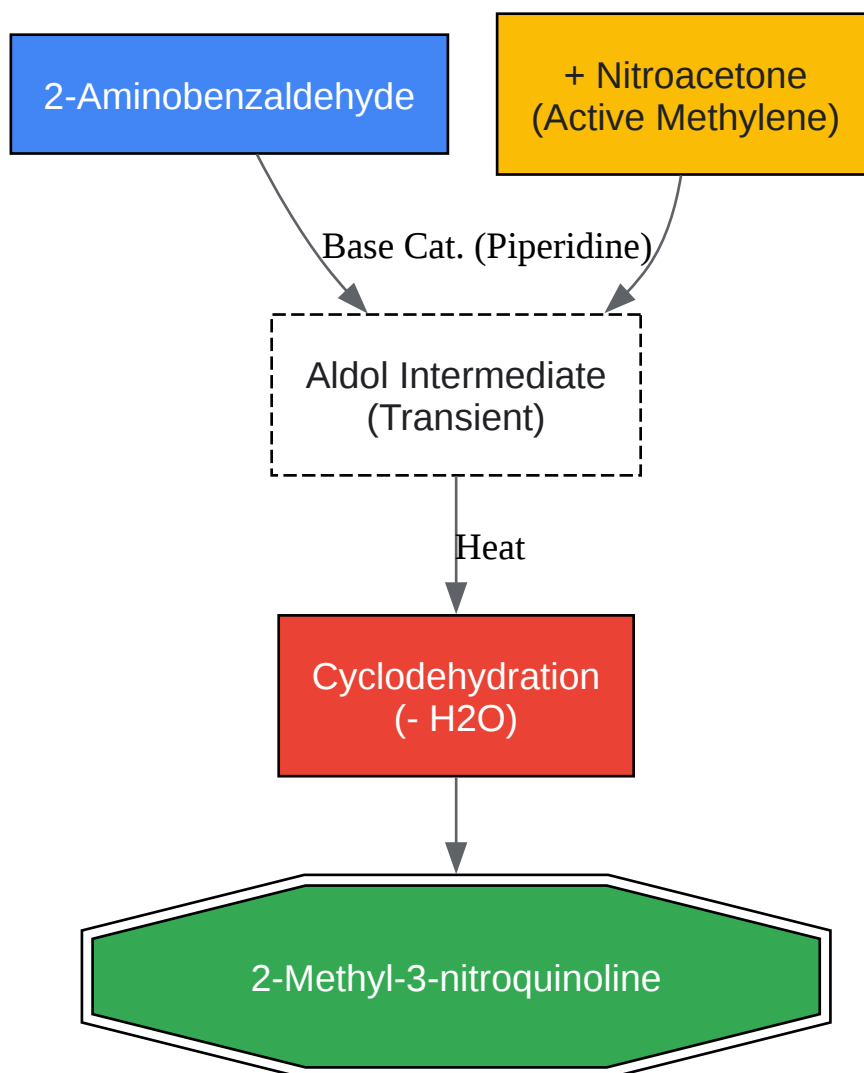 2-Aminobenzaldehyde
+ Nitroacetone
(Active Methylene)
Base Cat. (Piperidine)
Aldol Intermediate
(Transient)
Heat
Cyclodehydration
(- H2O)
2-Methyl-3-nitroquinoline